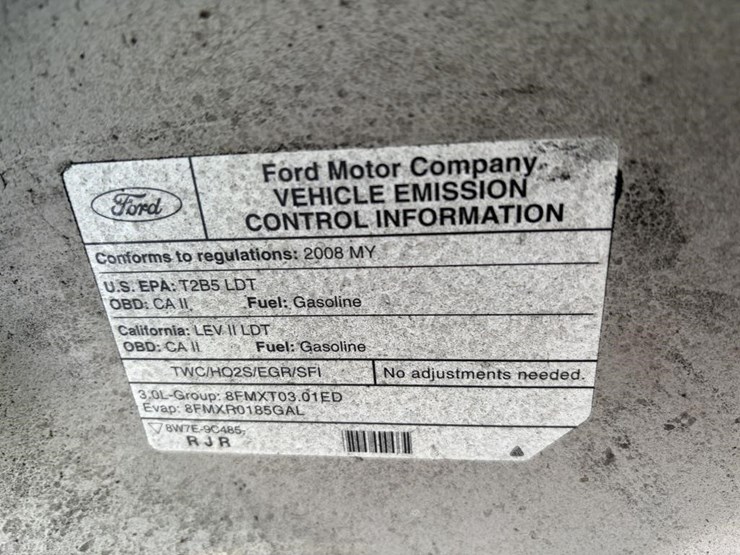 Ford
Ford Motor Company
VEHICLE EMISSION
CONTROL INFORMATION
Conforms to regulations: 2008 MY
U.S. EPA: T2B5 LDT
OBD: CA II Fuel: Gasoline
California: LEV II LDT
OBD: CA II Fuel: Gasoline
TWC/HO2S/EGR/SFI No adjustments needed.
3.0L-Group: 8FMXT03.01ED
Evap: 8FMXR0185GAL
8W7E-9C485
RJR